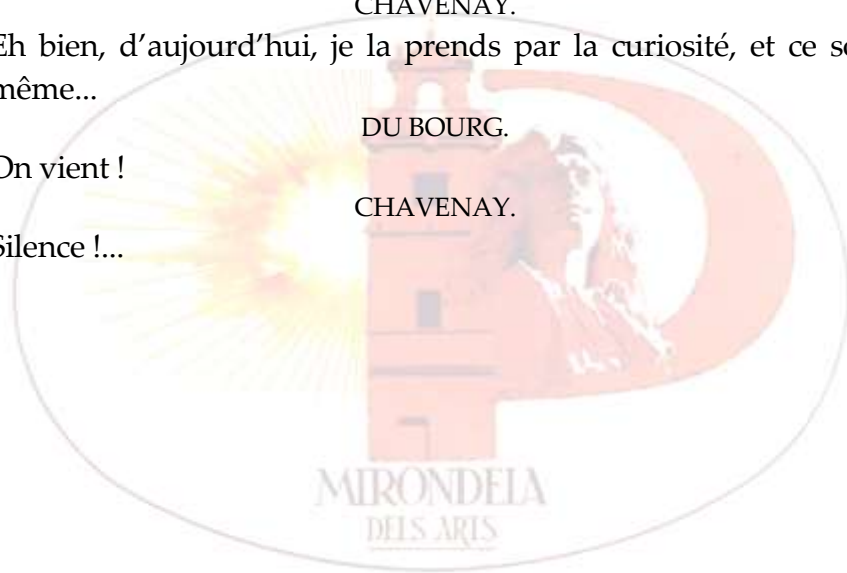 CHAVENAY.
Eh bien, d’aujourd’hui, je la prends par la curiosité, et ce
même...
DU BOURG.
On vient !
CHAVENAY.
Silence !...
MIRONDELA
DELS ARTS